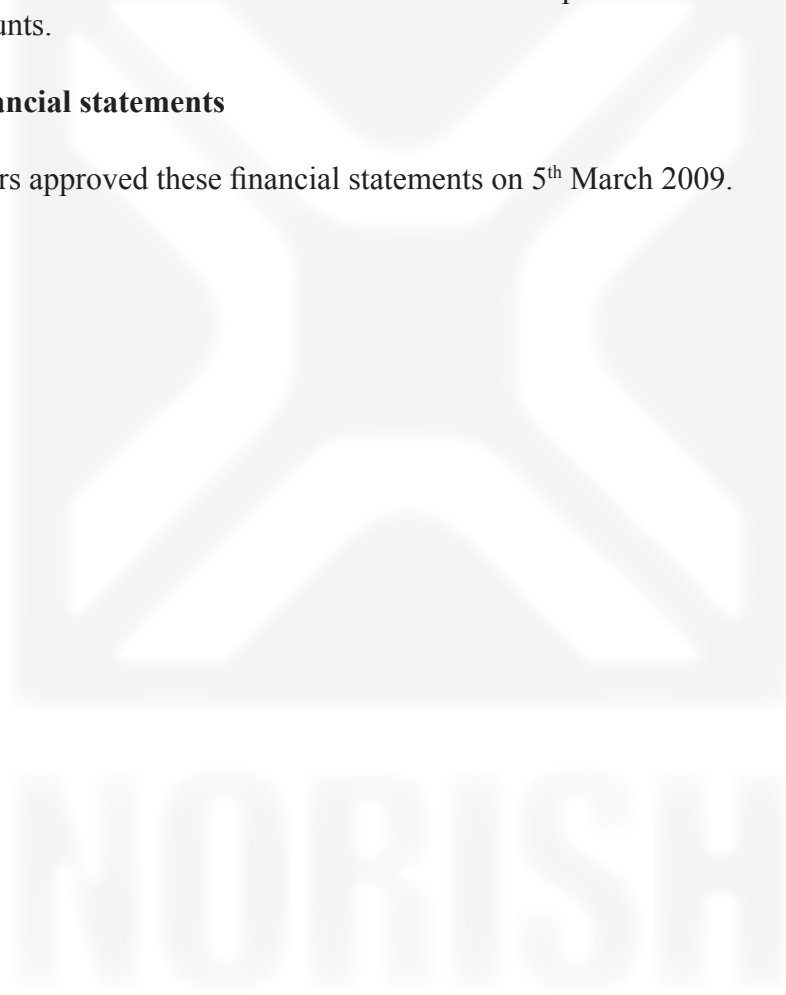 unts.
ancial statements
rs approved these financial statements on 5th March 2009.
NORISH